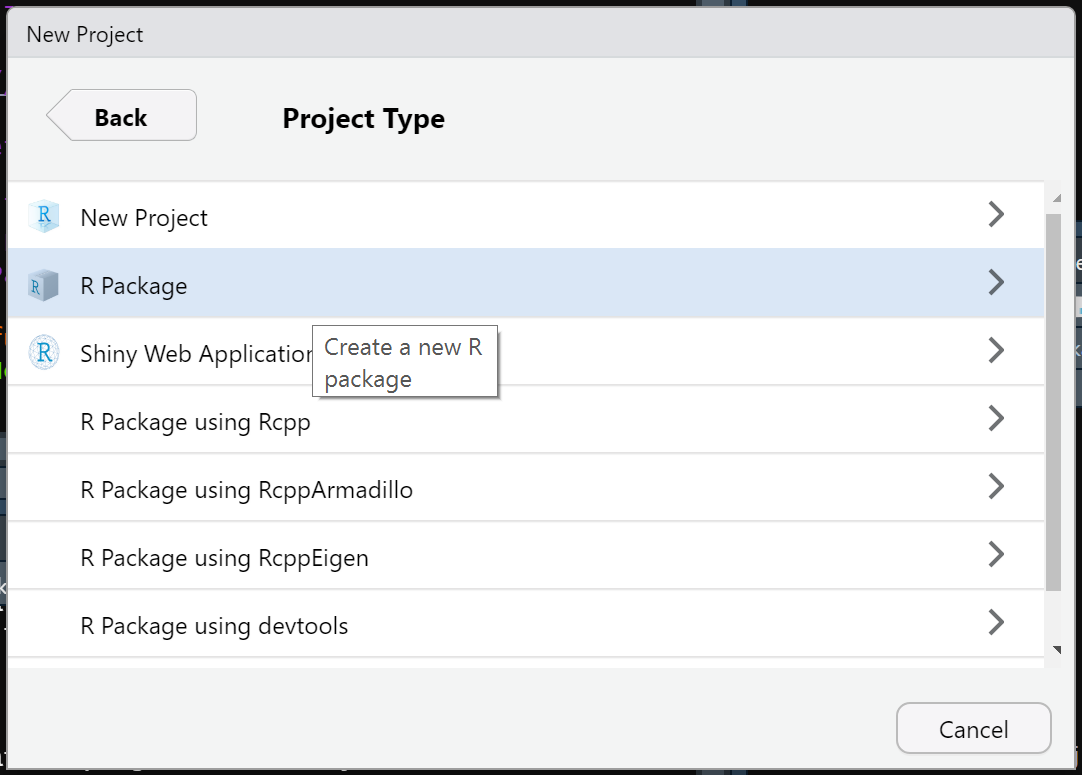 New Project
Back
Project Type
New Project
R Package
Shiny Web Application
Create a new R
package
R Package using Rcpp
R Package using RcppArmadillo
R Package using RcppEigen
R Package using devtools
Cancel